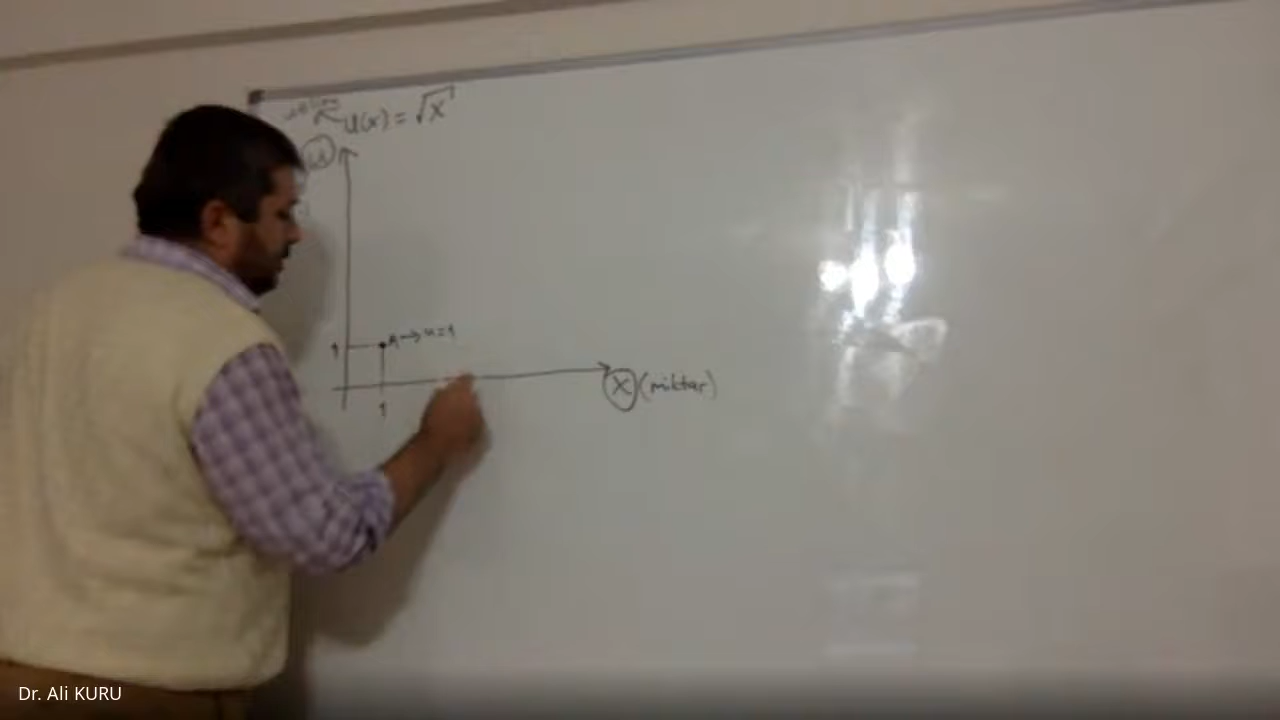 u(x) = √x
u
1 A → u=1
1
X (miktar)
Dr. Ali KURU